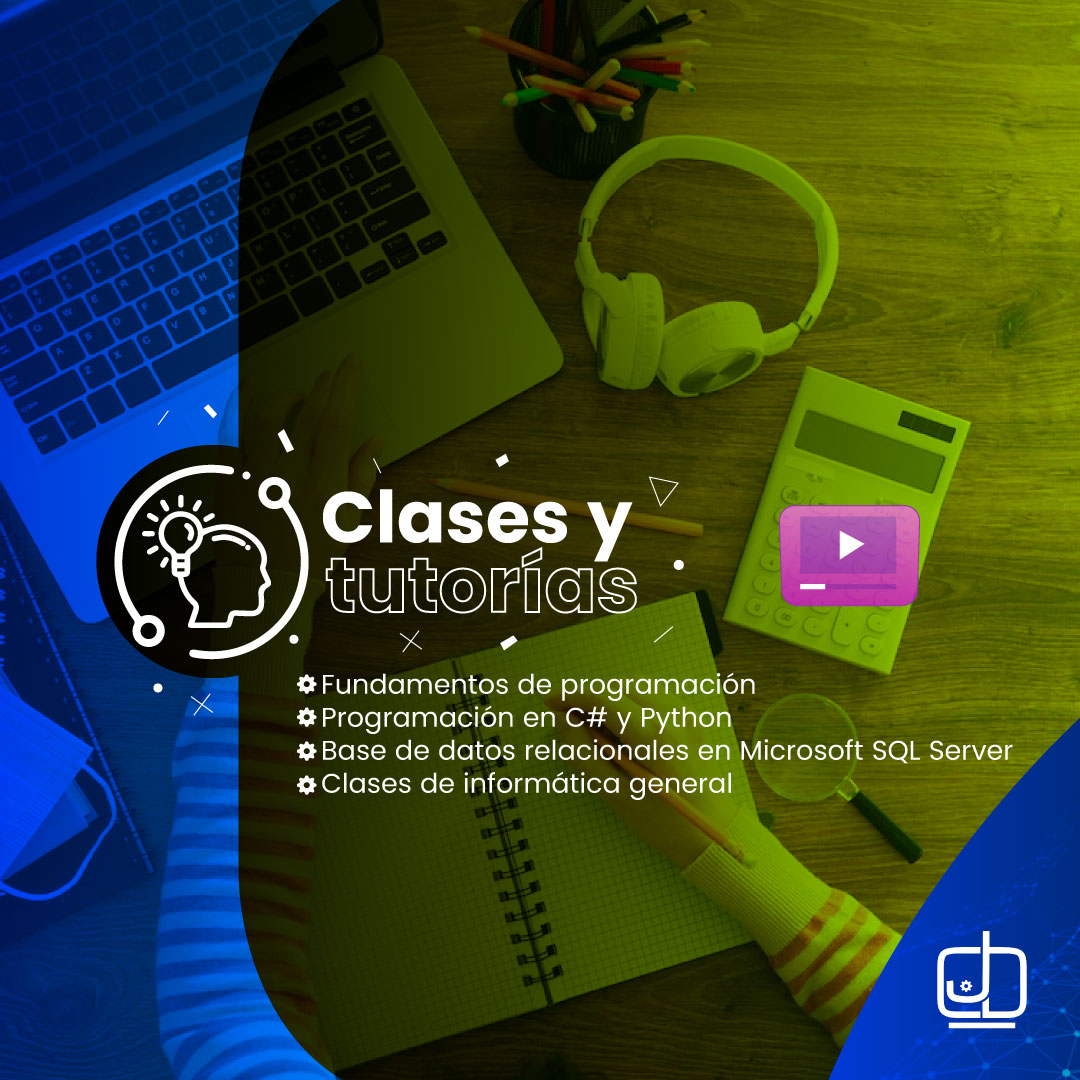 Clases y
tutorías
Fundamentos de programación
Programación en C# y Python
Base de datos relacionales en Microsoft SQL Server
Clases de informática general